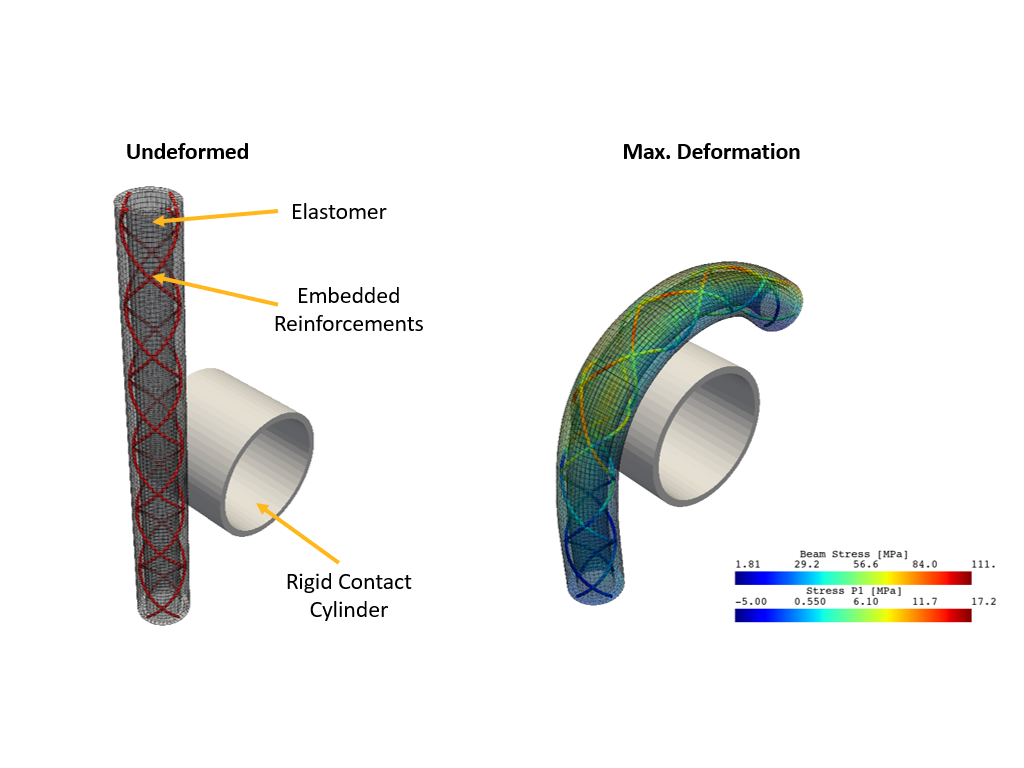 Undeformed
Max. Deformation
Elastomer
Embedded
Reinforcements
Rigid Contact
Cylinder
Beam Stress [MPa]
1.81 29.2 56.6 84.0 111.
Stress P1 [MPa]
-5.00 0.550 6.10 11.7 17.2